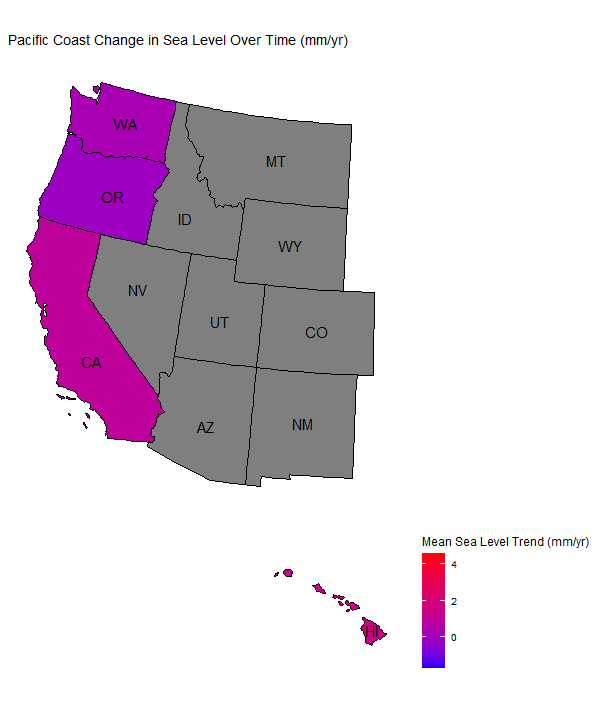 Pacific Coast Change in Sea Level Over Time (mm/yr)
WA
MT
OR
ID
WY
NV
UT
CO
CA
AZ
NM
Mean Sea Level Trend (mm/yr)
4
2
0
HI